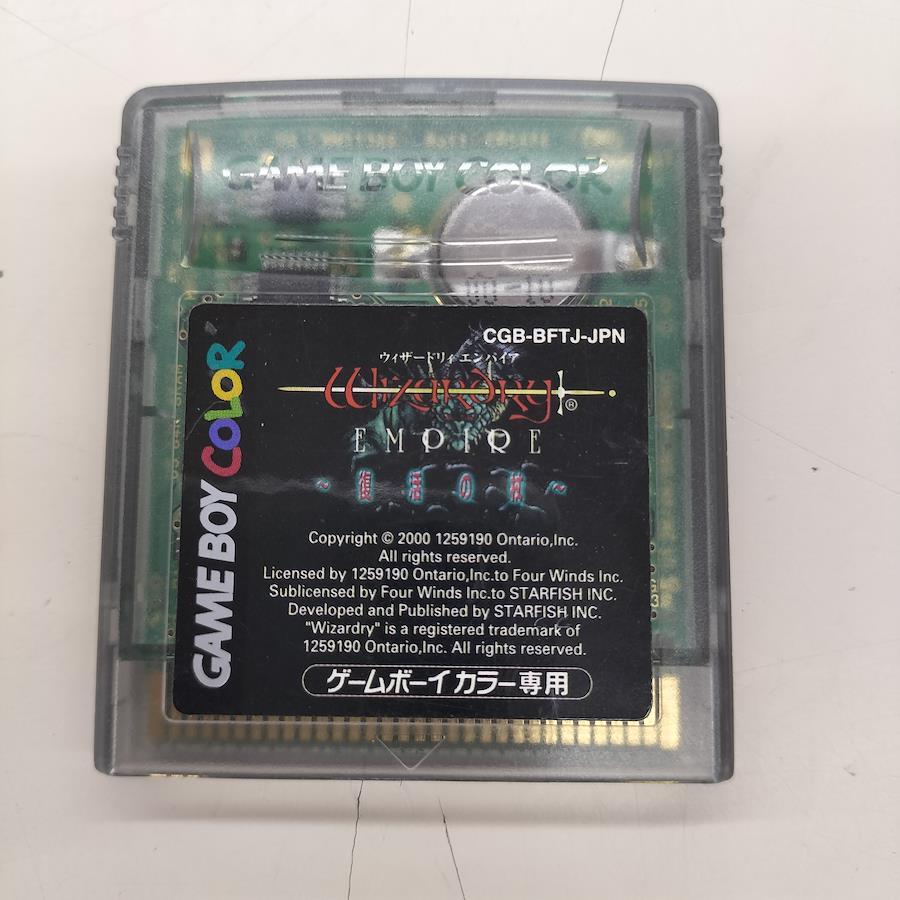 GAME BOY COLOR
CGB-BFTJ-JPN
ウィザードリィ エンパイア
Wizardry®
EMPIRE
~復活の杖~
GAME BOY COLOR
Copyright © 2000 1259190 Ontario,Inc.
All rights reserved.
Licensed by 1259190 Ontario,Inc.to Four Winds Inc.
Sublicensed by Four Winds Inc.to STARFISH INC.
Developed and Published by STARFISH INC.
"Wizardry" is a registered trademark of
1259190 Ontario,Inc. All rights reserved.
ゲームボーイカラー専用